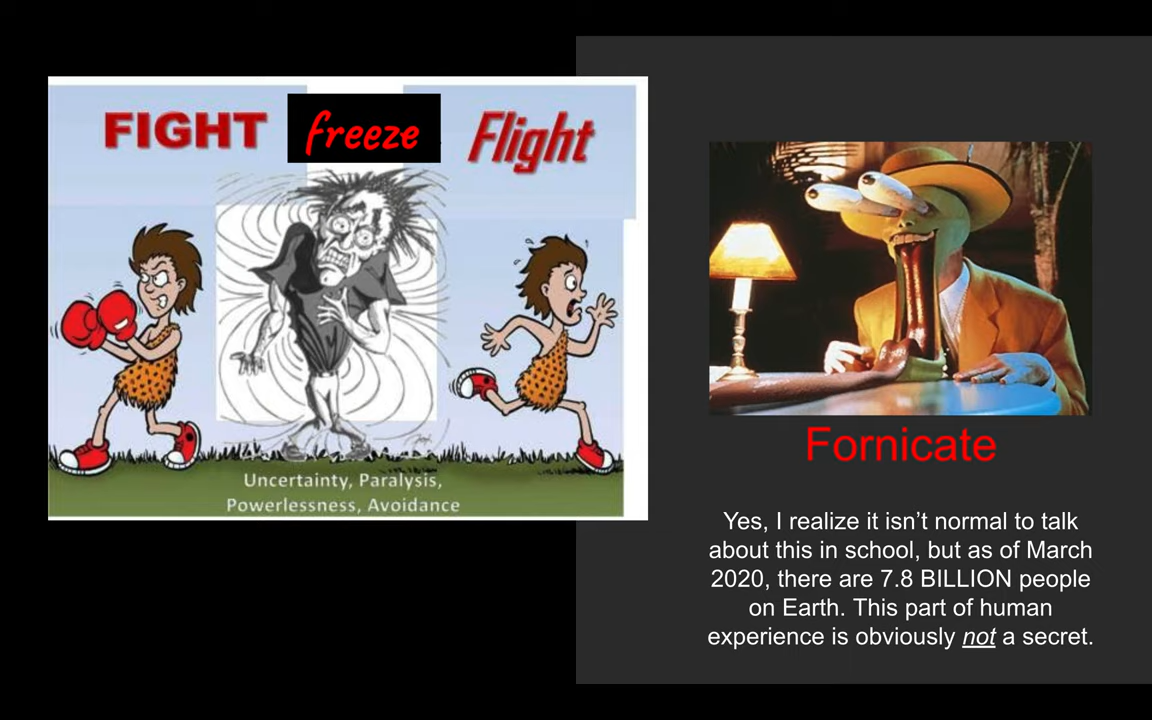 FIGHT freeze Flight
Uncertainty, Paralysis,
Powerlessness, Avoidance
Fornicate
Yes, I realize it isn’t normal to talk
about this in school, but as of March
2020, there are 7.8 BILLION people
on Earth. This part of human
experience is obviously not a secret.